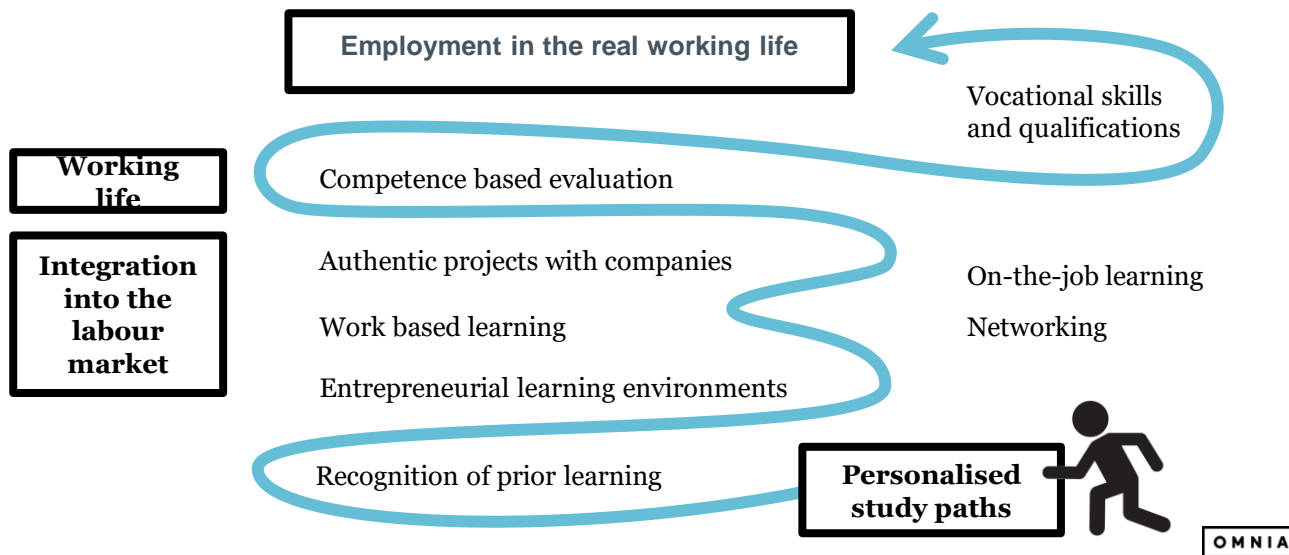 Employment in the real working life
Vocational skills
and qualifications
Working
life
Competence based evaluation
Integration
into the
labour
market
Authentic projects with companies
On-the-job learning
Work based learning
Networking
Entrepreneurial learning environments
Recognition of prior learning
Personalised
study paths
OMNIA